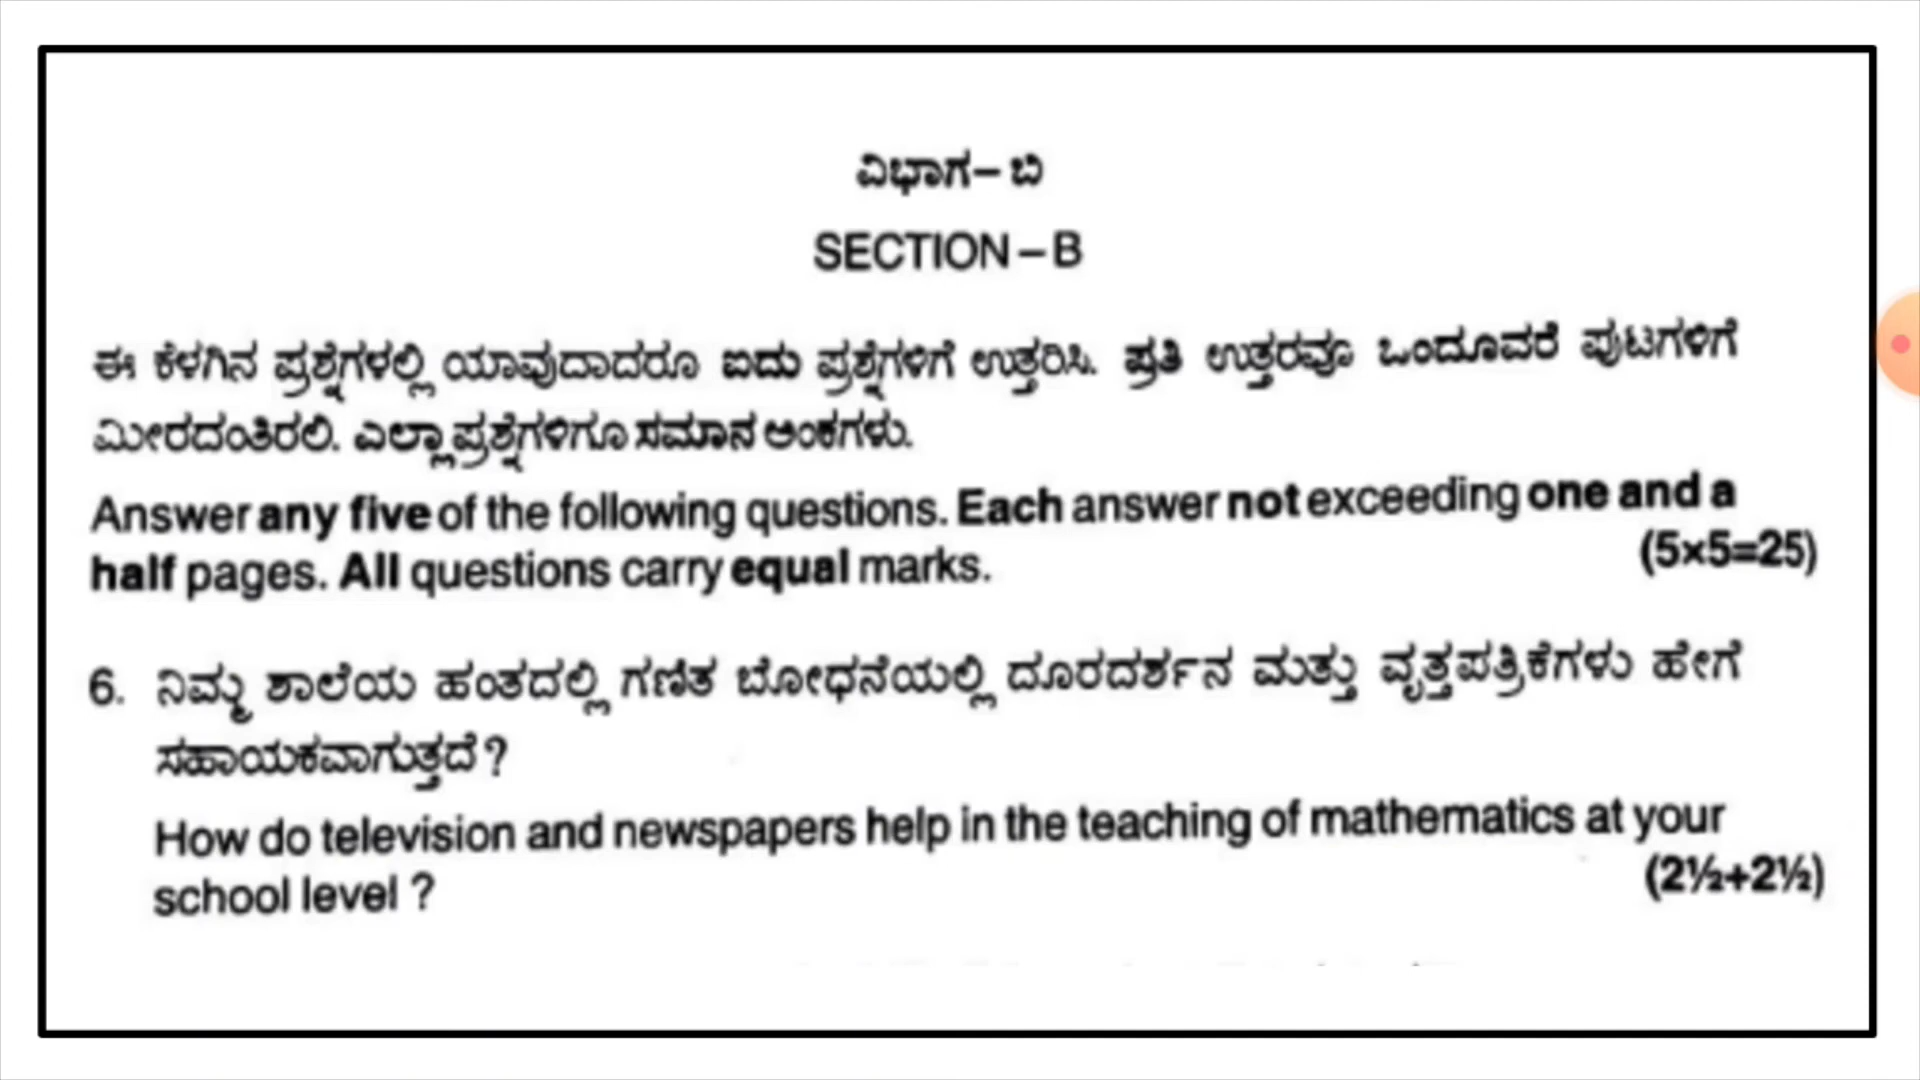 ವಿಭಾಗ– ಬಿ
SECTION – B
ಈ ಕೆಳಗಿನ ಪ್ರಶ್ನೆಗಳಲ್ಲಿ ಯಾವುದಾದರೂ ಐದು ಪ್ರಶ್ನೆಗಳಿಗೆ ಉತ್ತರಿಸಿ. ಪ್ರತಿ ಉತ್ತರವೂ ಒಂದೂವರೆ ಪುಟಗಳಿಗೆ
ಮೀರದಂತಿರಲಿ. ಎಲ್ಲಾ ಪ್ರಶ್ನೆಗಳಿಗೂ ಸಮಾನ ಅಂಕಗಳು.
Answer any five of the following questions. Each answer not exceeding one and a
half pages. All questions carry equal marks. (5×5=25)
6. ನಿಮ್ಮ ಶಾಲೆಯ ಹಂತದಲ್ಲಿ ಗಣಿತ ಬೋಧನೆಯಲ್ಲಿ ದೂರದರ್ಶನ ಮತ್ತು ವೃತ್ತಪತ್ರಿಕೆಗಳು ಹೇಗೆ
ಸಹಾಯಕವಾಗುತ್ತದೆ ?
How do television and newspapers help in the teaching of mathematics at your
school level ? (2½+2½)